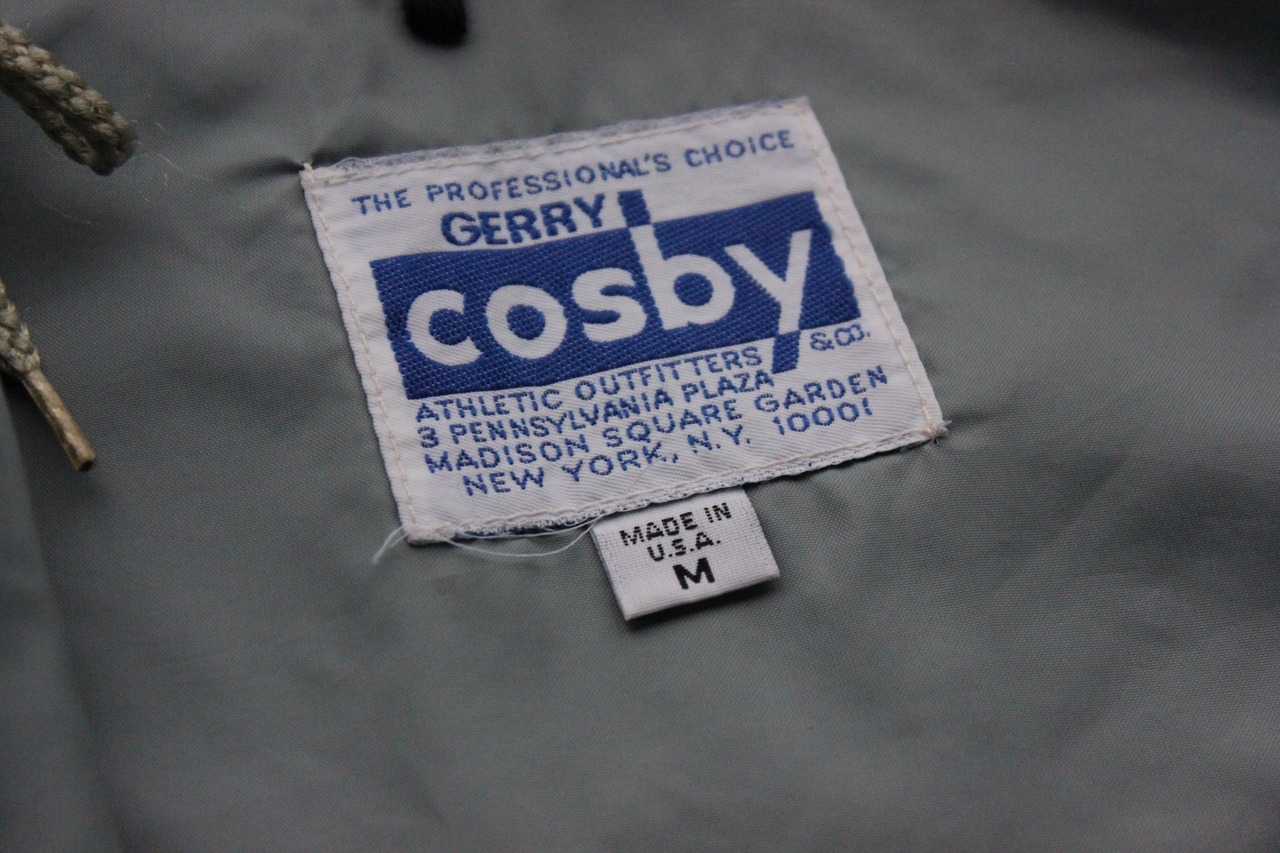 THE PROFESSIONAL'S CHOICE
GERRY
cosby
& CO.
ATHLETIC OUTFITTERS
3 PENNSYLVANIA PLAZA
MADISON SQUARE GARDEN
NEW YORK, N.Y. 10001
MADE IN
U.S.A.
M